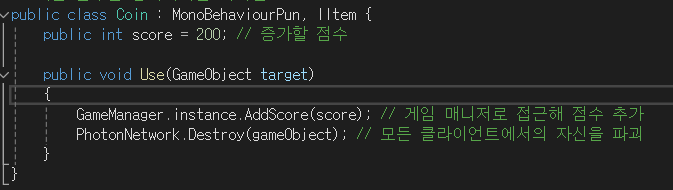 public class Coin : MonoBehaviourPun, IItem {
public int score = 200; // 증가할 점수
public void Use(GameObject target)
{
GameManager.instance.AddScore(score); // 게임 매니저로 접근해 점수 추가
PhotonNetwork.Destroy(gameObject); // 모든 클라이언트에서의 자신을 파괴
}
}